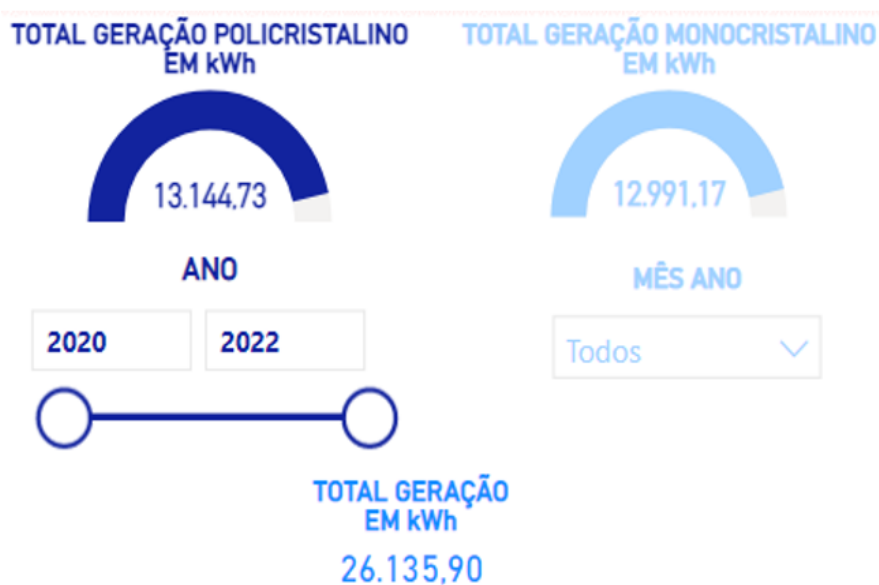 TOTAL GERAÇÃO POLICRISTALINO
EM kWh
13.144,73
TOTAL GERAÇÃO MONOCRISTALINO
EM kWh
12.991,17
ANO
2020
2022
MÊS ANO
Todos
TOTAL GERAÇÃO
EM kWh
26.135,90